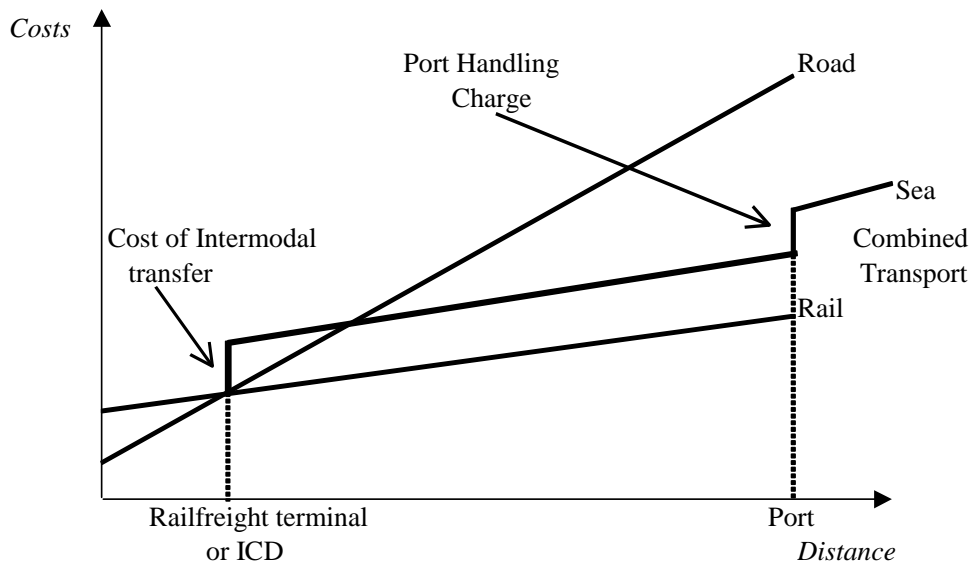 Costs
Port Handling
Charge
Road
Sea
Cost of Intermodal
transfer
Combined
Transport
Rail
Railfreight terminal
or ICD
Port
Distance